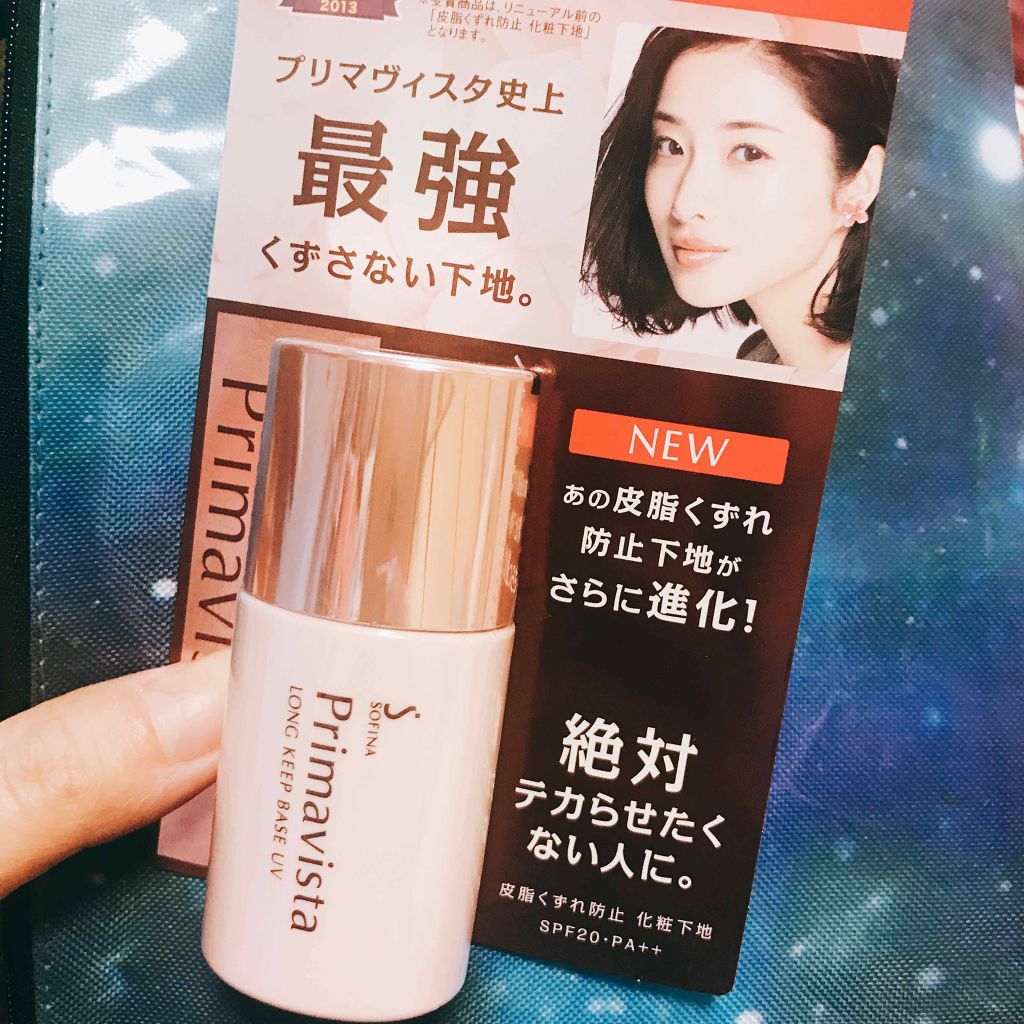 2013
※受賞商品は、リニューアル前の
「皮脂くずれ防止 化粧下地」
となります。
プリマヴィスタ史上
最強
くずさない下地。
Primavis
NEW
あの皮脂くずれ
防止下地が
さらに進化!
絶対
テカらせたく
ない人に。
皮脂くずれ防止 化粧下地
SPF20・PA++
SOFINA
Primavista
LONG KEEP BASE UV